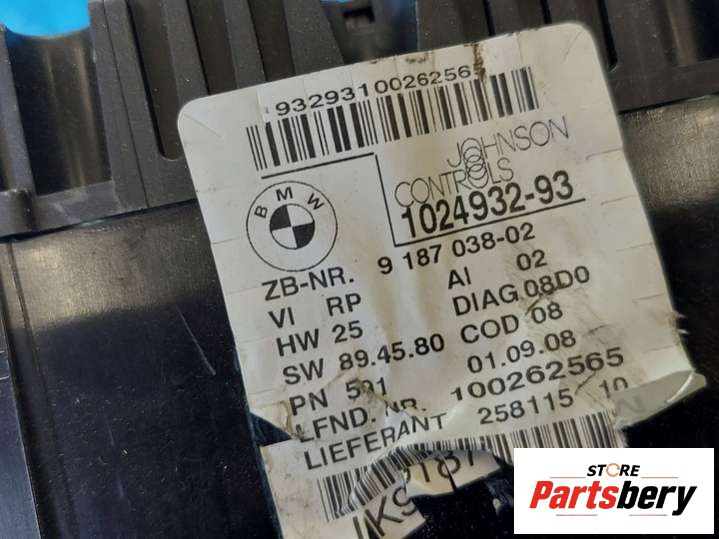 932931002​62565
JOHNSON
CONTROLS
1024932-93
BMW
ZB-NR. 9 187 038-02
VI RP AI 02
HW 25 DIAG 08D0
SW 89.45.80 COD 08
PN 591 01.09.08
LFND. NR. 100262565
LIEFERANT 258115 10
STORE
Partsbery